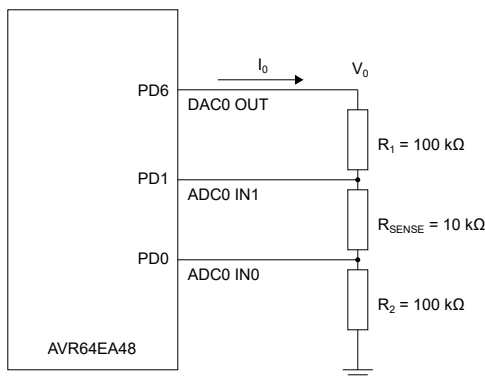 I₀
V₀
PD6
DAC0 OUT
R₁ = 100 kΩ
PD1
ADC0 IN1
R_SENSE = 10 kΩ
PD0
ADC0 IN0
R₂ = 100 kΩ
AVR64EA48